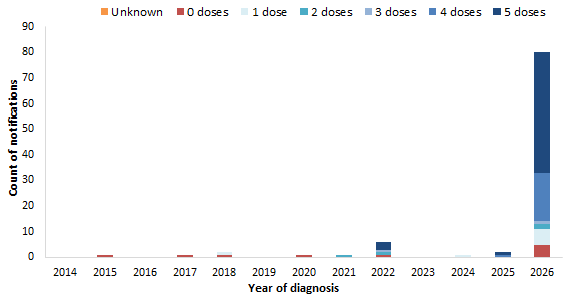 Unknown 0 doses 1 dose 2 doses 3 doses 4 doses 5 doses
90
80
70
60
50
40
30
20
10
0
Count of notifications
2014 2015 2016 2017 2018 2019 2020 2021 2022 2023 2024 2025 2026
Year of diagnosis